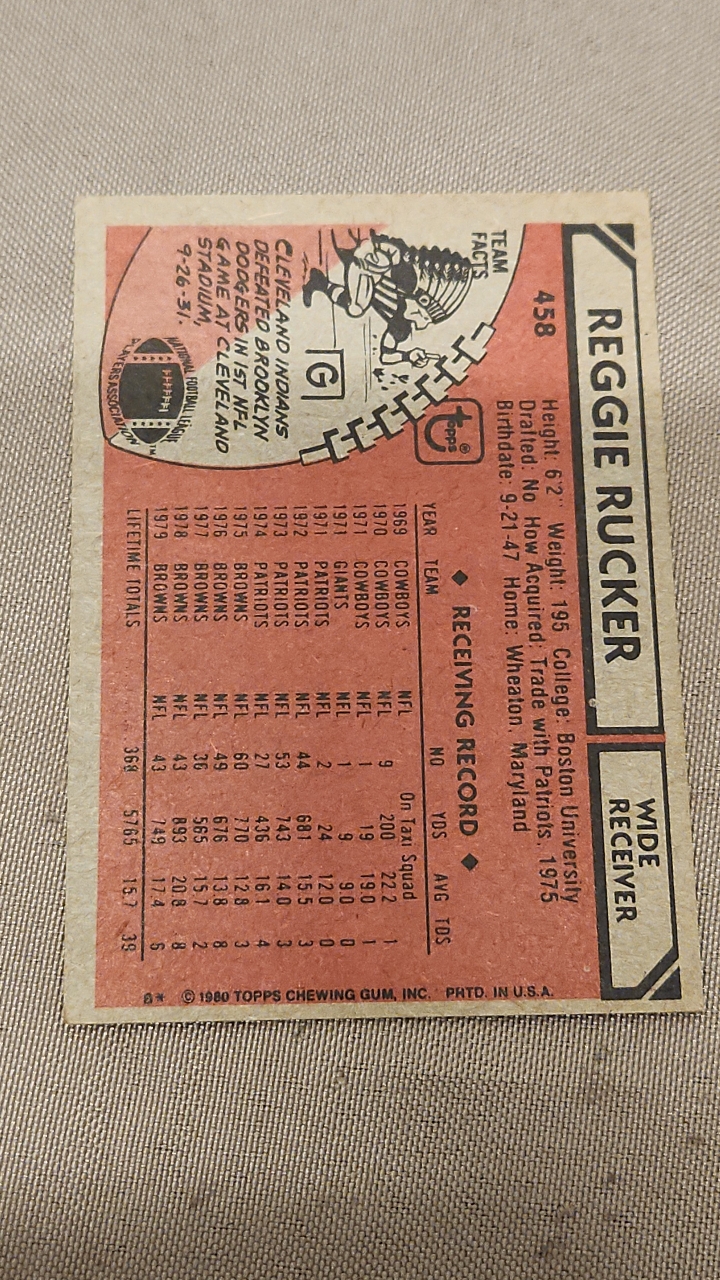 REGGIE RUCKER
WIDE
RECEIVER
458
Height: 6'2" Weight: 195 College: Boston University
Drafted: No How Acquired: Trade with Patriots, 1975
Birthdate: 9-21-47 Home: Wheaton, Maryland
TEAM
FACTS
G
CLEVELAND INDIANS
DEFEATED BROOKLYN
DODGERS IN 1ST NFL
GAME AT CLEVELAND
STADIUM,
9-26-31.
NATIONAL FOOTBALL LEAGUE
PLAYERS ASSOCIATION™
TOPPS®
◆ RECEIVING RECORD ◆
YEAR TEAM NO YDS AVG TDS
1969 COWBOYS NFL On Taxi Squad
1970 COWBOYS NFL 9 200 22.2 1
1971 COWBOYS NFL 1 19 19.0 1
1971 GIANTS NFL 1 9 9.0 0
1971 PATRIOTS NFL 2 24 12.0 0
1972 PATRIOTS NFL 44 681 15.5 3
1973 PATRIOTS NFL 53 743 14.0 3
1974 PATRIOTS NFL 27 436 16.1 4
1975 BROWNS NFL 60 770 12.8 3
1976 BROWNS NFL 49 676 13.8 8
1977 BROWNS NFL 36 565 15.7 2
1978 BROWNS NFL 43 893 20.8 8
1979 BROWNS NFL 43 749 17.4 6
LIFETIME TOTALS 368 5765 15.7 39
© 1980 TOPPS CHEWING GUM, INC. PRTD. IN U.S.A.